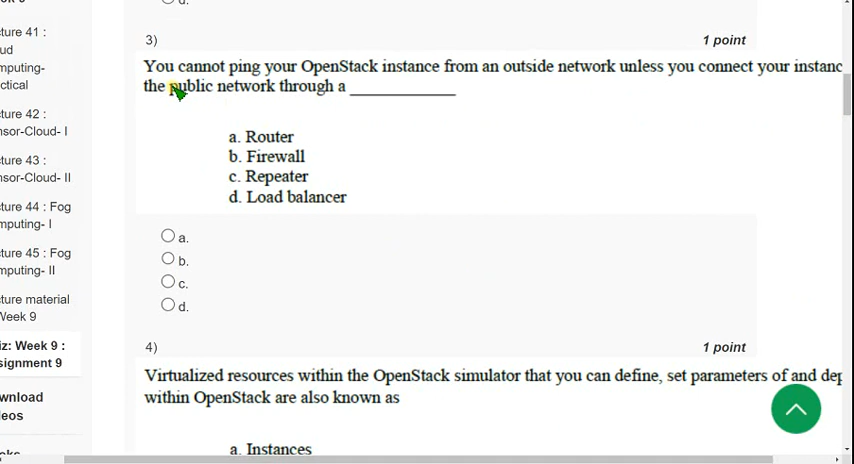 ture 41 :
ud
mputing-
ctical
ture 42 :
nsor-Cloud- I
ture 43 :
nsor-Cloud- II
ture 44 : Fog
mputing- I
ture 45 : Fog
mputing- II
ture material
Week 9
iz: Week 9 :
signment 9
wnload
eos
d.
3)
1 point
You cannot ping your OpenStack instance from an outside network unless you connect your instanc
the public network through a ____________
a. Router
b. Firewall
c. Repeater
d. Load balancer
a.
b.
c.
d.
4)
1 point
Virtualized resources within the OpenStack simulator that you can define, set parameters of and dep
within OpenStack are also known as
a. Instances